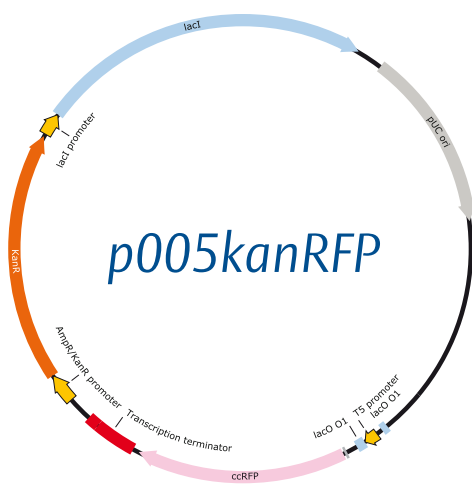 lacI
pUC ori
lacI promoter
KanR
p005kanRFP
AmpR/KanR promoter
Transcription terminator
T5 promoter
lacO O1
lacO O1
ccRFP